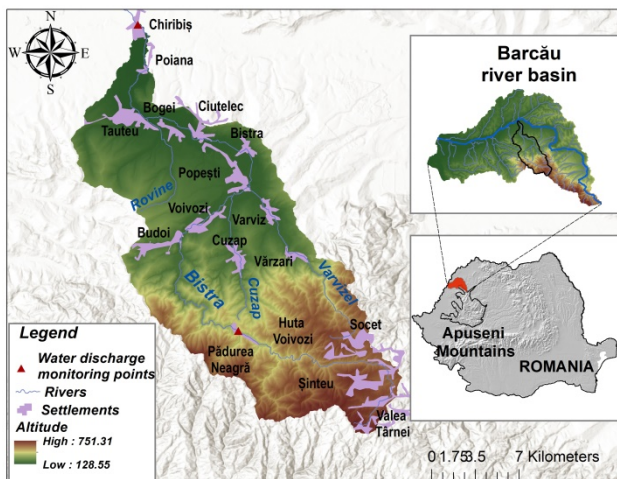 N
W
E
S
Chiribiș
Poiana
Bogei
Ciutelec
Tauteu
Bistra
Popești
Rovine
Voivozi
Varviz
Budoi
Cuzap
Vărzari
Bistra
Cuzap
Varvizel
Huta
Voivozi
Socet
Pădurea
Neagră
Șinteu
Valea
Târnei
Legend
Water discharge
monitoring points
Rivers
Settlements
Altitude
High : 751.31
Low : 128.55
Barcău
river basin
Apuseni
Mountains
ROMANIA
0 1.75 3.5 7 Kilometers